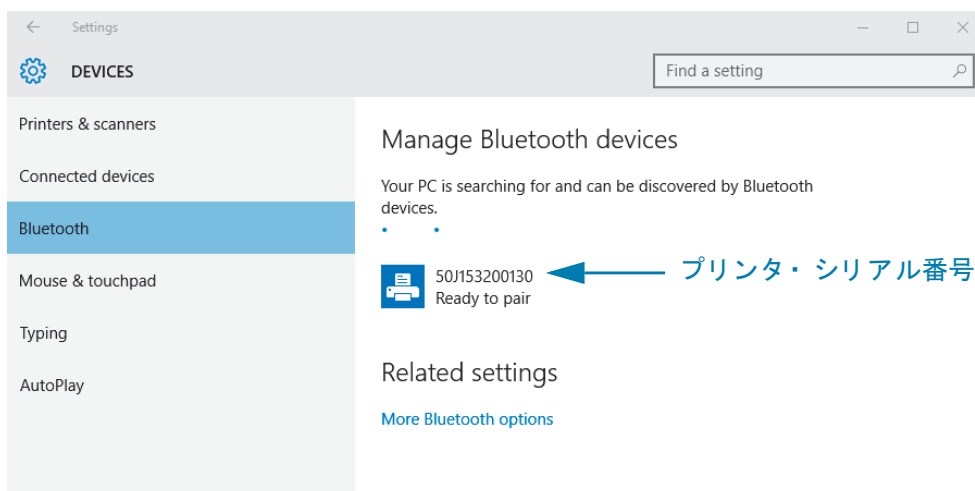 Settings
DEVICES
Find a setting
Printers & scanners
Connected devices
Bluetooth
Mouse & touchpad
Typing
AutoPlay
Manage Bluetooth devices
Your PC is searching for and can be discovered by Bluetooth
devices.
50J153200130
Ready to pair
プリンタ・シリアル番号
Related settings
More Bluetooth options